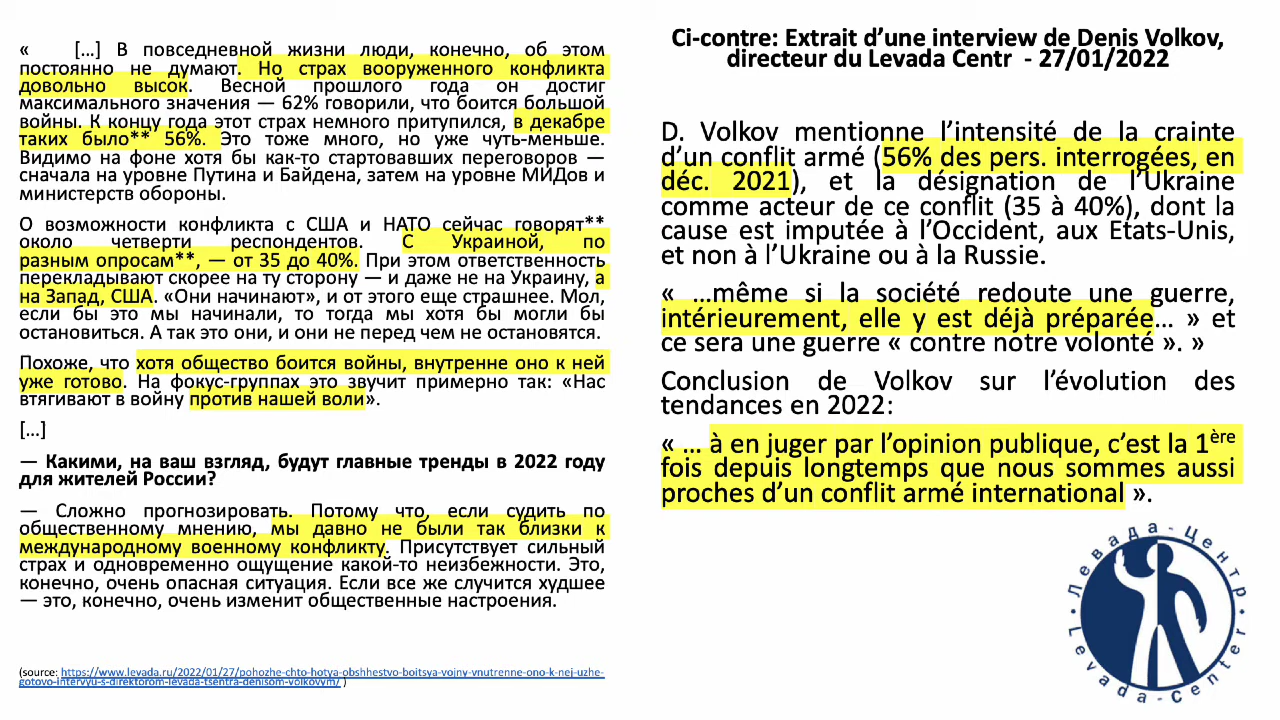 «    [...] В повседневной жизни люди, конечно, об этом
постоянно не думают. Но страх вооруженного конфликта
довольно высок. Весной прошлого года он достиг
максимального значения — 62% говорили, что боится большой
войны. К концу года этот страх немного притупился, в декабре
таких было** 56%. Это тоже много, но уже чуть-меньше.
Видимо на фоне хотя бы как-то стартовавших переговоров —
сначала на уровне Путина и Байдена, затем на уровне МИДов и
министерств обороны.
О возможности конфликта с США и НАТО сейчас говорят**
около четверти респондентов. С Украиной, по
разным опросам**, — от 35 до 40%. При этом ответственность
перекладывают скорее на ту сторону — и даже не на Украину, а
на Запад, США. «Они начинают», и от этого еще страшнее. Мол,
если бы это мы начинали, то тогда мы хотя бы могли бы
остановиться. А так это они, и они не перед чем не остановятся.
Похоже, что хотя общество боится войны, внутренне оно к ней
уже готово. На фокус-группах это звучит примерно так: «Нас
втягивают в войну против нашей воли».
[...]
— Какими, на ваш взгляд, будут главные тренды в 2022 году
для жителей России?
— Сложно прогнозировать. Потому что, если судить по
общественному мнению, мы давно не были так близки к
международному военному конфликту. Присутствует сильный
страх и одновременно ощущение какой-то неизбежности. Это,
конечно, очень опасная ситуация. Если все же случится худшее
— это, конечно, очень изменит общественные настроения.
(source: https://www.levada.ru/2022/01/27/pohozhe-chto-hotya-obshhestvo-boitsya-vojny-vnutrenne-ono-k-nej-uzhe-
gotovo-intervyu-s-direktorom-levada-tsentra-denisom-volkovym/ )
Ci-contre: Extrait d’une interview de Denis Volkov,
directeur du Levada Centr  - 27/01/2022
D. Volkov mentionne l’intensité de la crainte
d’un conflit armé (56% des pers. interrogées, en
déc. 2021), et la désignation de l’Ukraine
comme acteur de ce conflit (35 à 40%), dont la
cause est imputée à l’Occident, aux Etats-Unis,
et non à l’Ukraine ou à la Russie.
« ...même si la société redoute une guerre,
intérieurement, elle y est déjà préparée... » et
ce sera une guerre « contre notre volonté ». »
Conclusion de Volkov sur l’évolution des
tendances en 2022:
« ... à en juger par l’opinion publique, c’est la 1ère
fois depuis longtemps que nous sommes aussi
proches d’un conflit armé international ».
Левада-Центр
Levada-Center